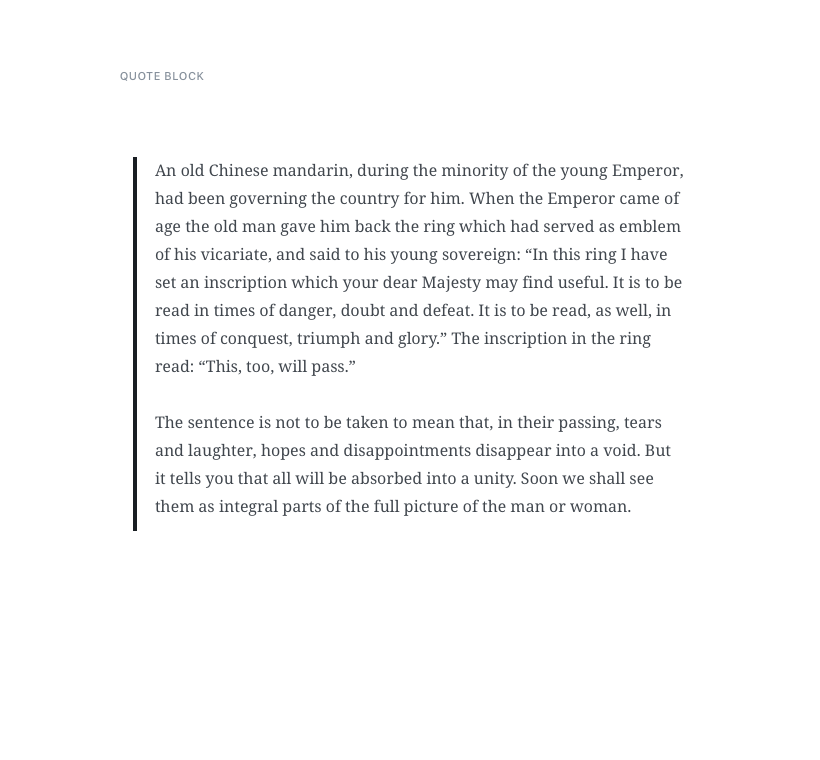 QUOTE BLOCK
An old Chinese mandarin, during the minority of the young Emperor,
had been governing the country for him. When the Emperor came of
age the old man gave him back the ring which had served as emblem
of his vicariate, and said to his young sovereign: “In this ring I have
set an inscription which your dear Majesty may find useful. It is to be
read in times of danger, doubt and defeat. It is to be read, as well, in
times of conquest, triumph and glory.” The inscription in the ring
read: “This, too, will pass.”
The sentence is not to be taken to mean that, in their passing, tears
and laughter, hopes and disappointments disappear into a void. But
it tells you that all will be absorbed into a unity. Soon we shall see
them as integral parts of the full picture of the man or woman.